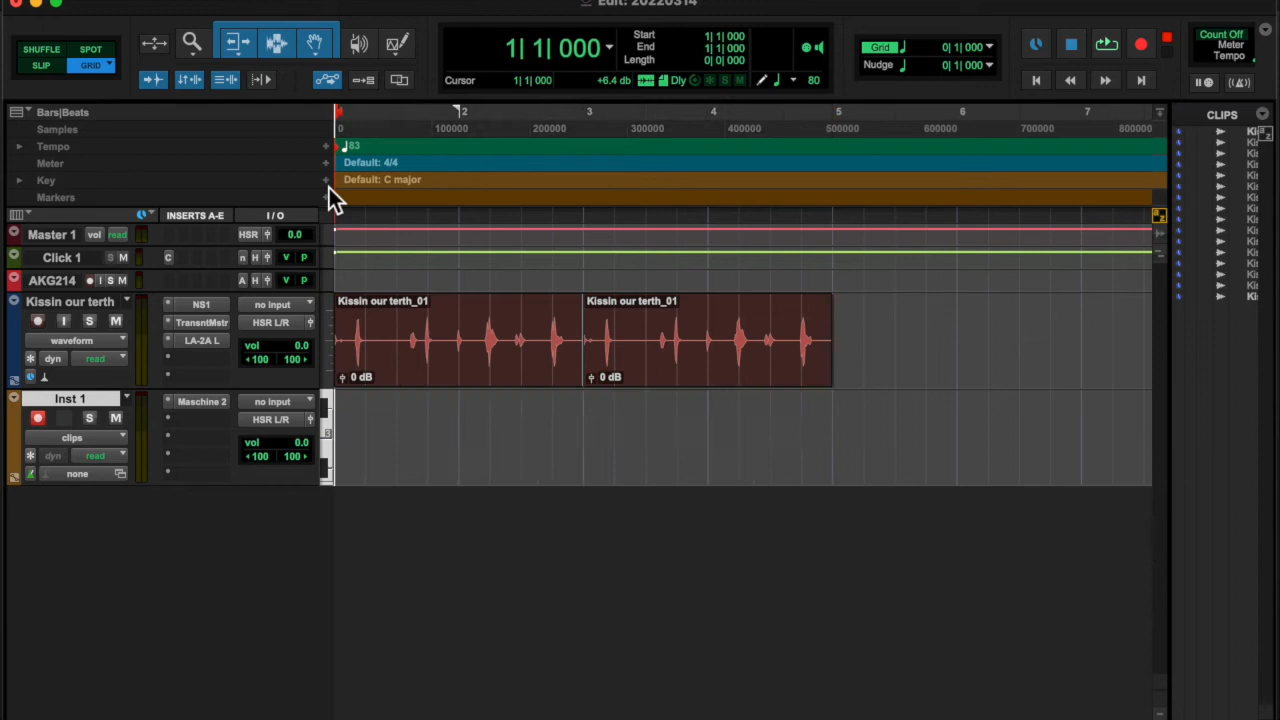 Edit: 20220314
SHUFFLE SPOT
SLIP GRID
1| 1| 000
Start 1| 1| 000
End 1| 1| 000
Length 0| 0| 000
Cursor 1| 1| 000 +6.4 db Dly S M 80
Grid 0| 1| 000
Nudge 0| 1| 000
Count Off
Meter
Tempo
Bars|Beats 2 3 4 5 6 7
Samples 0 100000 200000 300000 400000 500000 600000 700000 800000
Tempo 83
Meter Default: 4/4
Key Default: C major
Markers
CLIPS
INSERTS A-E I / O
Master 1 vol read HSR 0.0
Click 1 S M C n H v p
AKG214 I S M A H v p
Kissin our terth NS1 no input Kissin our terth_01 Kissin our terth_01
I S M TransntMstr HSR L/R
waveform LA-2A L vol 0.0
dyn read 100 100
0 dB 0 dB
Inst 1 Maschine 2 no input
S M HSR L/R
clips vol 0.0
dyn read 100 100
none